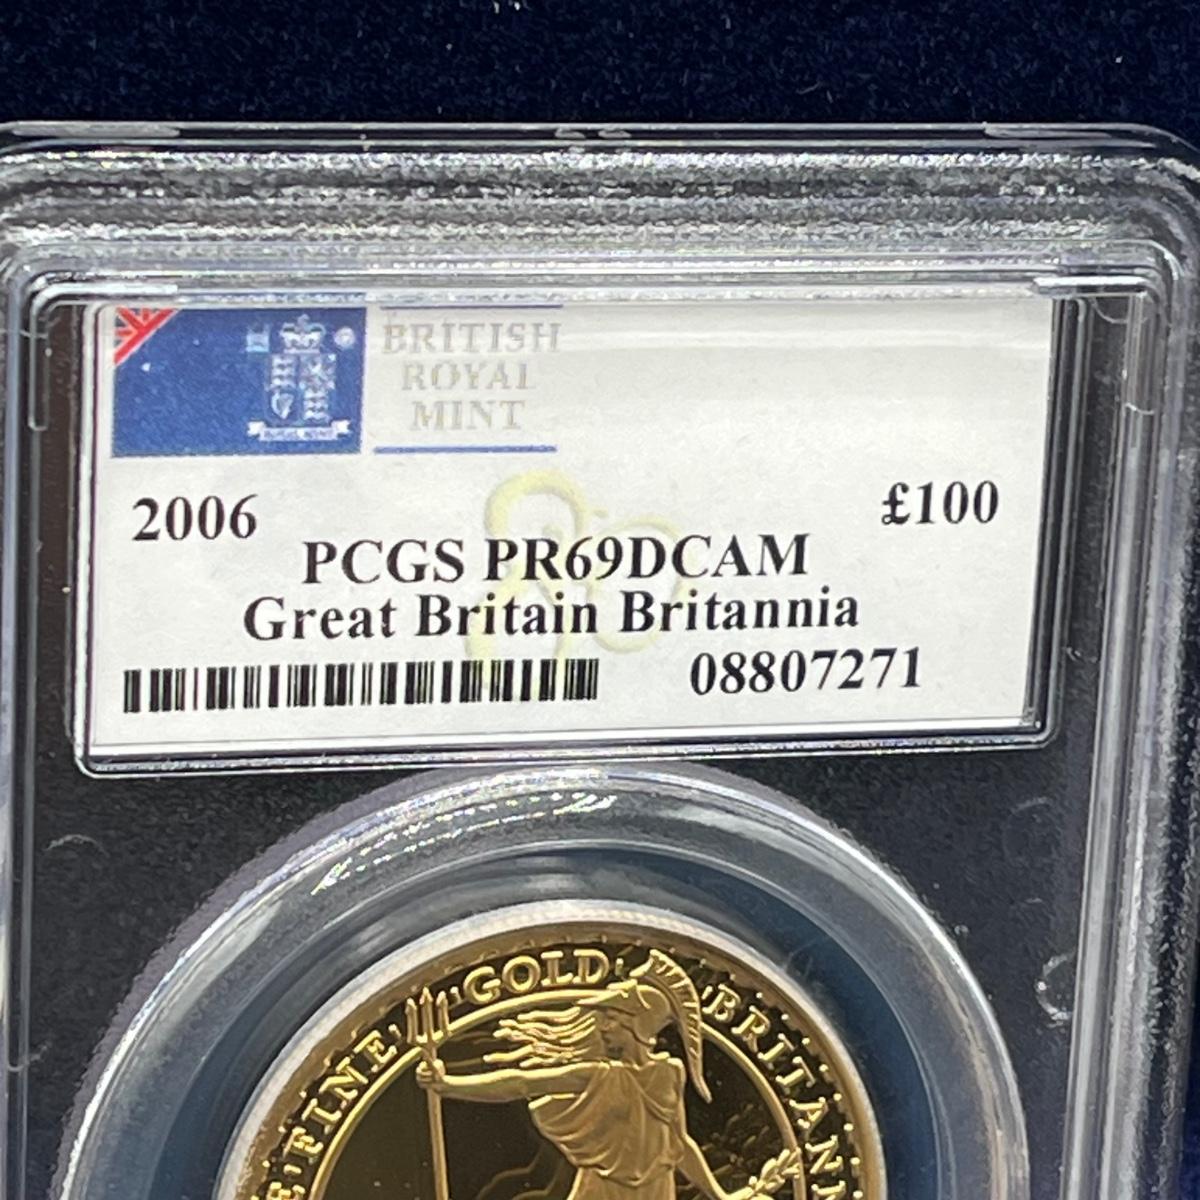 BRITISH
ROYAL
MINT
2006
£100
PCGS PR69DCAM
Great Britain Britannia
08807271
FINE GOLD BRITANN